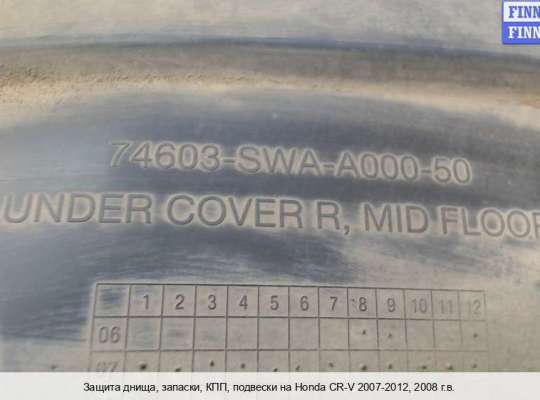 FINN
FINN
74603-SWA-A000-50
UNDER COVER R, MID FLOOR
1 2 3 4 5 6 7 8 9 10 11 12
06
07
Защита днища, запаски, КПП, подвески на Honda CR-V 2007-2012, 2008 г.в.